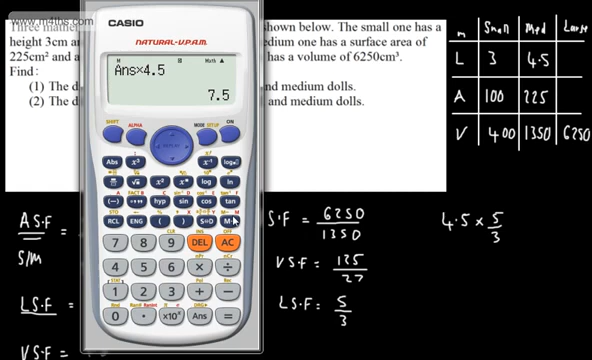 www.m4ths.com
Three shown below. The small one has a
height 3cm medium one has a surface area of
225cm² and has a volume of 6250cm³.
Find:
(1) The and medium dolls.
(2) The and medium dolls.
m Small Med Large
L 3 4.5
A 100 225
V 400 1350 6250
CASIO
NATURAL-V.P.A.M.
M Math ▲
Ans×4.5
7.5
SHIFT ALPHA REPLAY MODE SETUP ON
Abs x³ x⁻¹ log
√ x² log ln
(−) hyp sin cos tan
RCL ENG ( ) S⇔D M+
7 8 9 DEL AC
4 5 6 × ÷
1 2 3 + −
0 . ×10ˣ Ans =
A S.F =
S/M
L S.F =
V S.F =
S.F = 6250/1350
V S.F = 125/27
L S.F = 5/3
4.5 × 5/3